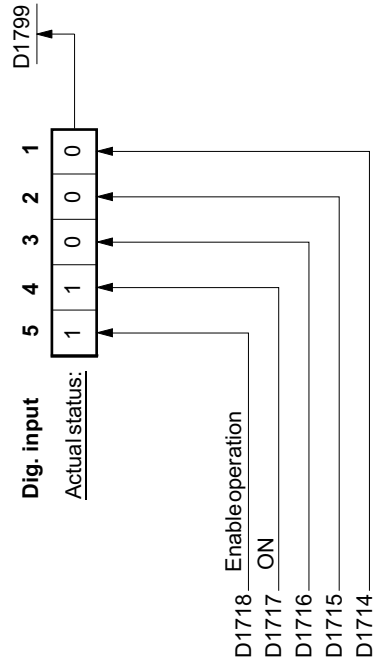 D1799
Dig. input 5 4 3 2 1
Actual status: 1 1 0 0 0
D1718 Enable operation
D1717 ON
D1716
D1715
D1714